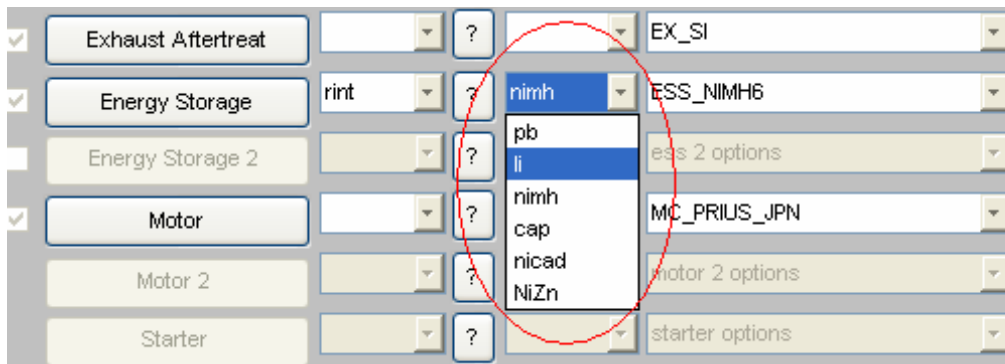 Exhaust Aftertreat ? EX_SI
Energy Storage rint ? nimh ESS_NIMH6
pb
Energy Storage 2 ? li ess 2 options
nimh
Motor ? cap MC_PRIUS_JPN
nicad
Motor 2 ? NiZn motor 2 options
Starter ? starter options